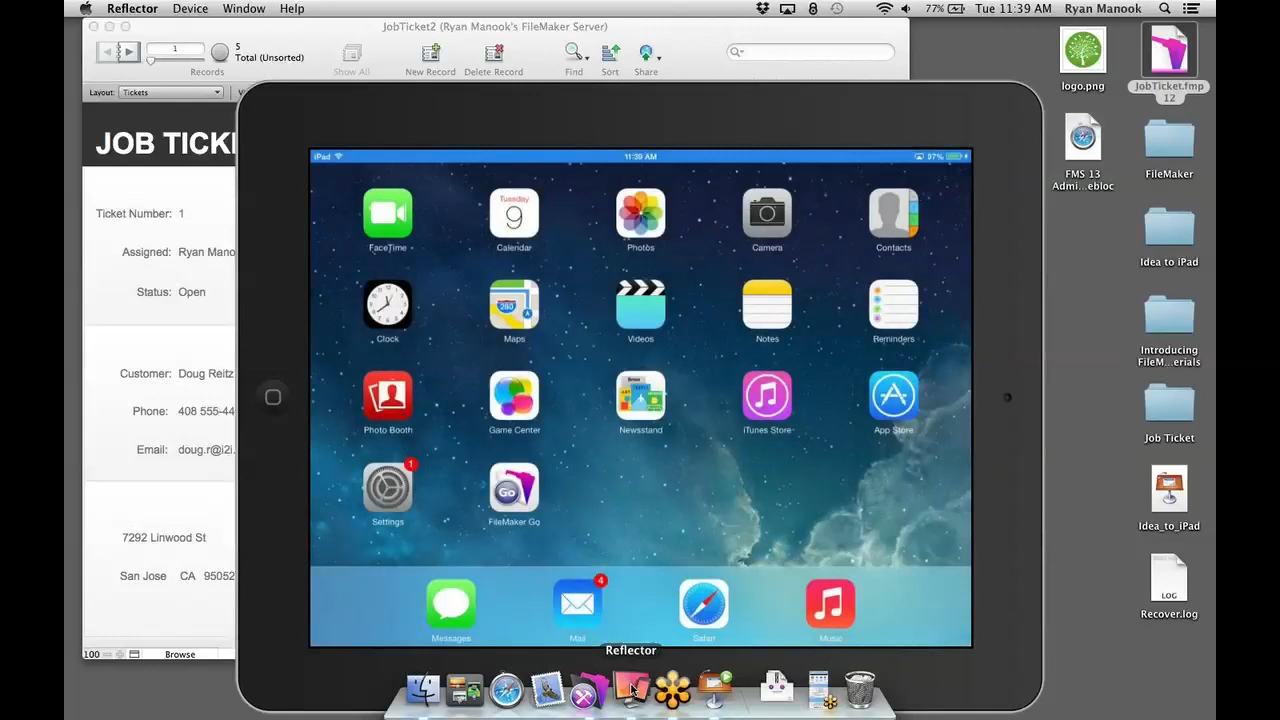 Reflector Device Window Help
77% Tue 11:39 AM Ryan Manook
JobTicket2 (Ryan Manook's FileMaker Server)
1
5
Total (Unsorted)
Records
Show All
New Record
Delete Record
Find
Sort
Share
Layout: Tickets
JOB TICK
Ticket Number: 1
Assigned: Ryan Mano
Status: Open
Customer: Doug Reitz
Phone: 408 555-44
Email: doug.r@i2i.
7292 Linwood St
San Jose CA 95052
100
Browse
iPad
11:39 AM
97%
Tuesday
9
FaceTime
Calendar
Photos
Camera
Contacts
280
Clock
Maps
Videos
Notes
Reminders
Photo Booth
Game Center
Newsstand
iTunes Store
App Store
1
Go
Settings
FileMaker Go
4
Messages
Mail
Safari
Music
Reflector
logo.png
JobTicket.fmp
12
FMS 13
Admi...ebloc
FileMaker
Idea to iPad
Introducing
FileM...erials
Job Ticket
Idea_to_iPad
LOG
Recover.log